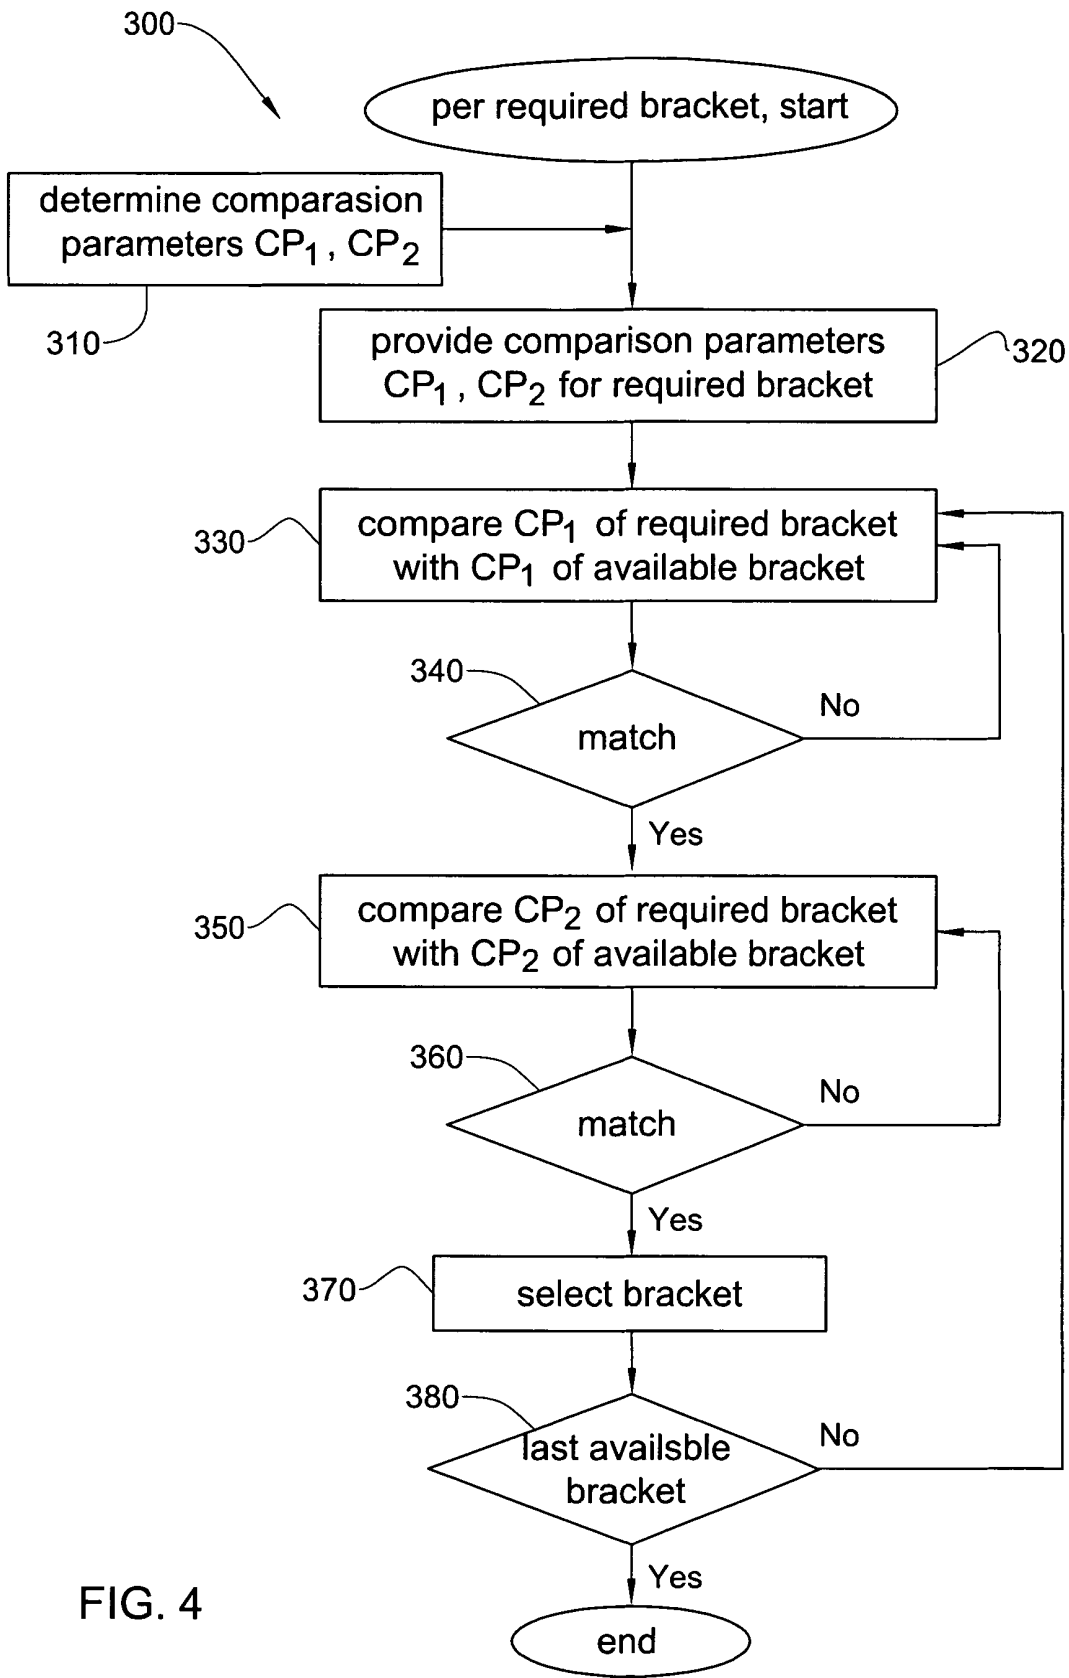 300
per required bracket, start
determine comparasion
parameters CP1 , CP2
310
provide comparison parameters
CP1 , CP2 for required bracket
320
compare CP1 of required bracket
with CP1 of available bracket
330
340
match
No
Yes
compare CP2 of required bracket
with CP2 of available bracket
350
360
match
No
Yes
select bracket
370
380
last availsble
bracket
No
Yes
end
FIG. 4